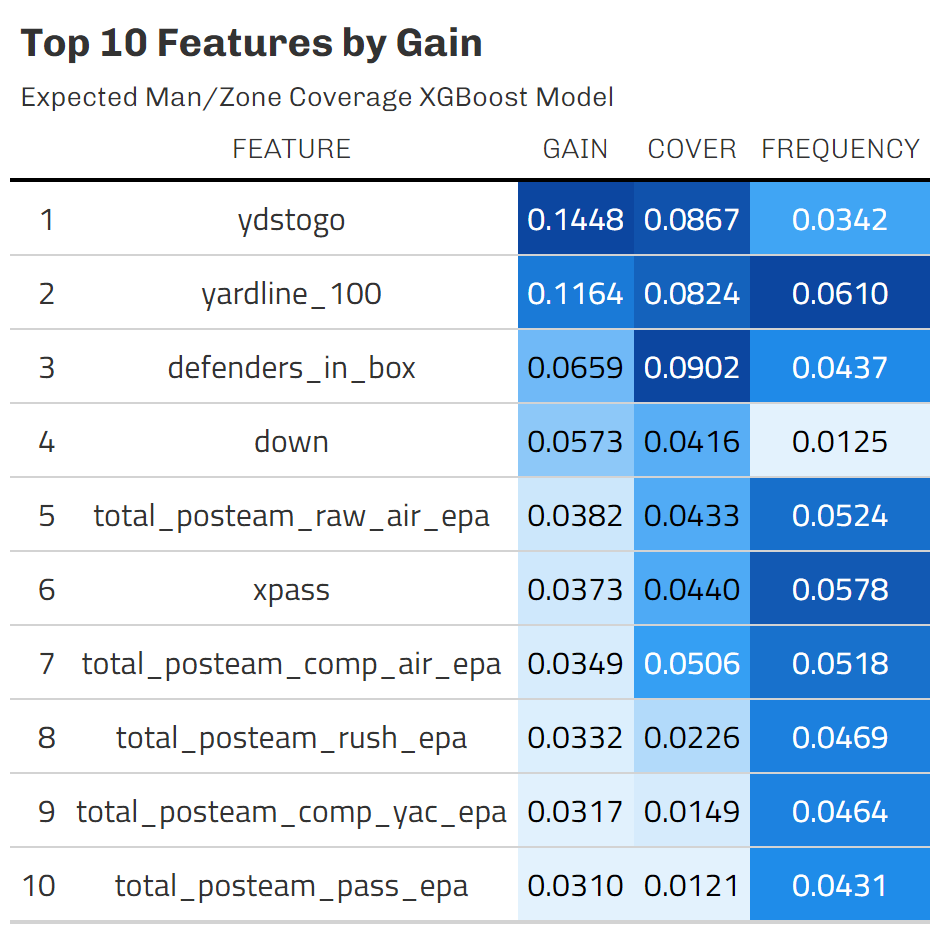 Top 10 Features by Gain
Expected Man/Zone Coverage XGBoost Model
FEATURE GAIN COVER FREQUENCY
1 ydstogo 0.1448 0.0867 0.0342
2 yardline_100 0.1164 0.0824 0.0610
3 defenders_in_box 0.0659 0.0902 0.0437
4 down 0.0573 0.0416 0.0125
5 total_posteam_raw_air_epa 0.0382 0.0433 0.0524
6 xpass 0.0373 0.0440 0.0578
7 total_posteam_comp_air_epa 0.0349 0.0506 0.0518
8 total_posteam_rush_epa 0.0332 0.0226 0.0469
9 total_posteam_comp_yac_epa 0.0317 0.0149 0.0464
10 total_posteam_pass_epa 0.0310 0.0121 0.0431